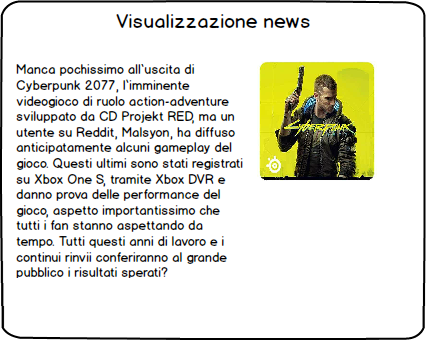 Visualizzazione news
Manca pochissimo all`uscita di
Cyberpunk 2077, l`imminente
videogioco di ruolo action-adventure
sviluppato da CD Projekt RED, ma un
utente su Reddit, Malsyon, ha diffuso
anticipatamente alcuni gameplay del
gioco. Questi ultimi sono stati registrati
su Xbox One S, tramite Xbox DVR e
danno prova delle performance del
gioco, aspetto importantissimo che
tutti i fan stanno aspettando da
tempo. Tutti questi anni di lavoro e i
continui rinvii conferiranno al grande
pubblico i risultati sperati?
CYBERPUNK